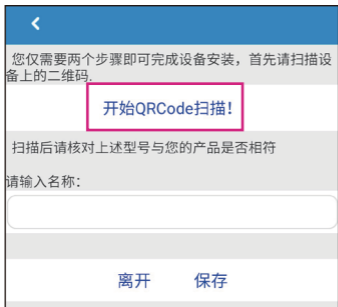 您仅需要两个步骤即可完成设备安装，首先请扫描设
备上的二维码.
开始QRCode扫描！
扫描后请核对上述型号与您的产品是否相符
请输入名称：
离开 保存